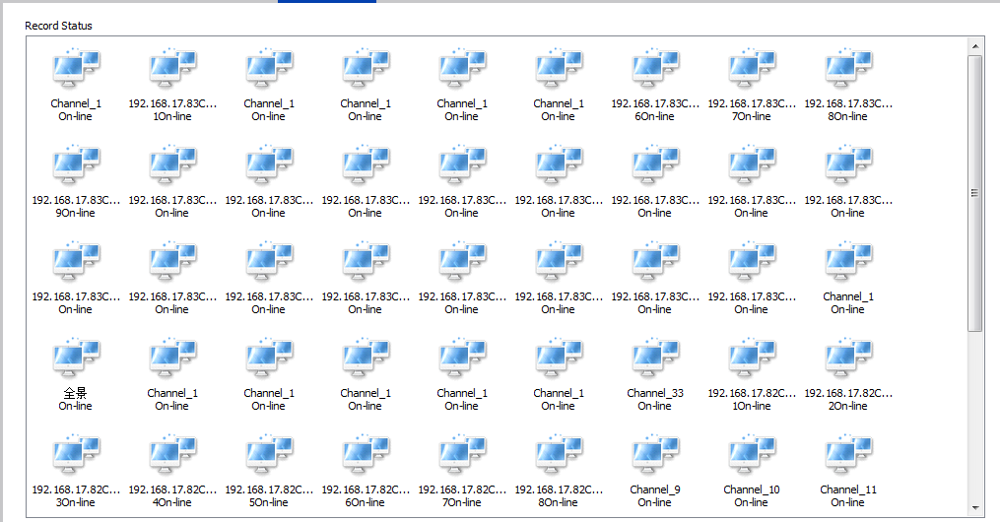 Record Status
Channel_1 192.168.17.83C... Channel_1 Channel_1 Channel_1 Channel_1 192.168.17.83C... 192.168.17.83C... 192.168.17.83C...
On-line 1On-line On-line On-line On-line On-line 6On-line 7On-line 8On-line
192.168.17.83C... 192.168.17.83C... 192.168.17.83C... 192.168.17.83C... 192.168.17.83C... 192.168.17.83C... 192.168.17.83C... 192.168.17.83C... 192.168.17.83C...
9On-line On-line On-line On-line On-line On-line On-line On-line On-line
192.168.17.83C... 192.168.17.83C... 192.168.17.83C... 192.168.17.83C... 192.168.17.83C... 192.168.17.83C... 192.168.17.83C... 192.168.17.83C... Channel_1
On-line On-line On-line On-line On-line On-line On-line On-line On-line
全景 Channel_1 Channel_1 Channel_1 Channel_1 Channel_1 Channel_33 192.168.17.82C... 192.168.17.82C...
On-line On-line On-line On-line On-line On-line On-line 1On-line 2On-line
192.168.17.82C... 192.168.17.82C... 192.168.17.82C... 192.168.17.82C... 192.168.17.82C... 192.168.17.82C... Channel_9 Channel_10 Channel_11
3On-line 4On-line 5On-line 6On-line 7On-line 8On-line On-line On-line On-line